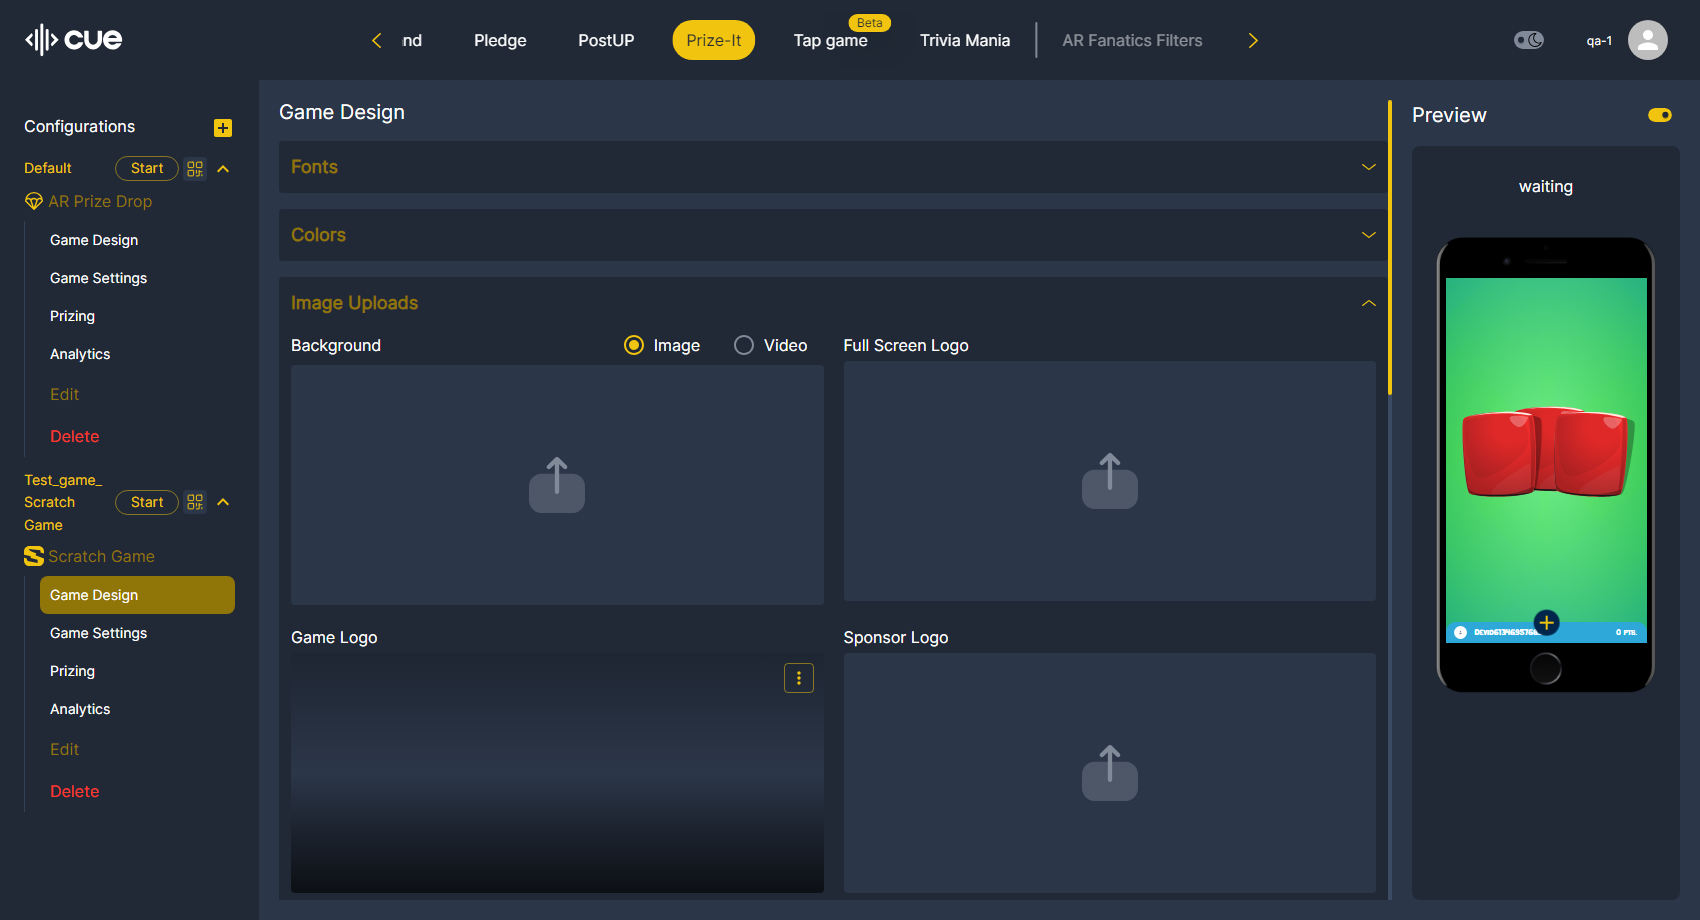 cue
nd
Pledge
PostUP
Prize-It
Beta
Tap game
Trivia Mania
AR Fanatics Filters
qa-1
Configurations
Default
Start
AR Prize Drop
Game Design
Game Settings
Prizing
Analytics
Edit
Delete
Test_game_
Scratch
Game
Start
Scratch Game
Game Design
Game Settings
Prizing
Analytics
Edit
Delete
Game Design
Fonts
Colors
Image Uploads
Background
Image
Video
Full Screen Logo
Game Logo
Sponsor Logo
Preview
waiting
0 PTS.